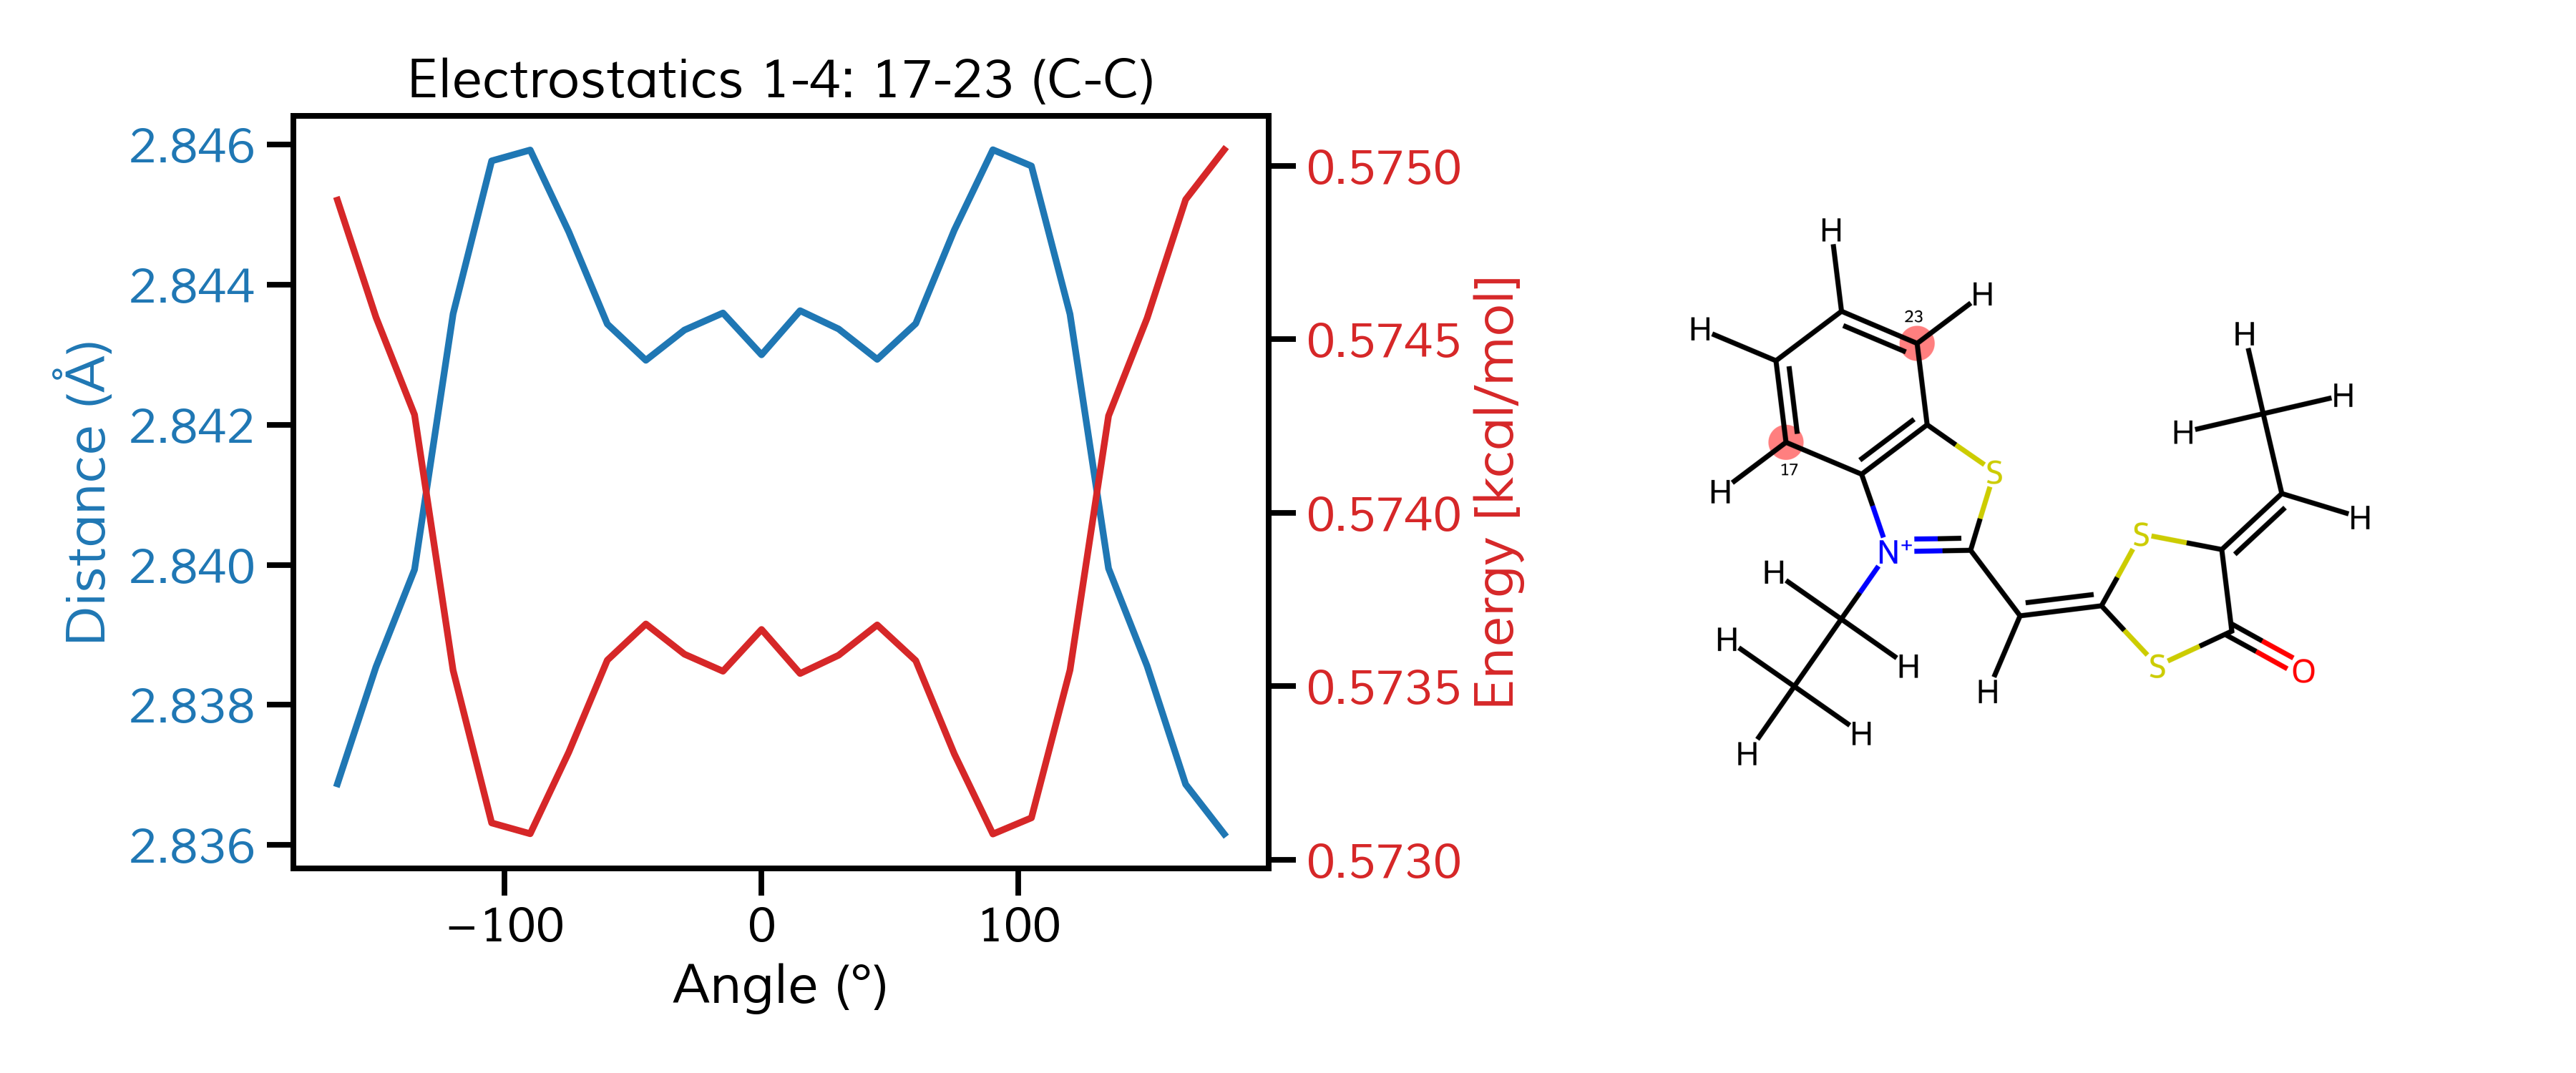 Electrostatics 1-4: 17-23 (C-C)
2.846
2.844
2.842
2.840
2.838
2.836
Distance (Å)
0.5750
0.5745
0.5740
0.5735
0.5730
Energy [kcal/mol]
−100 0 100
Angle (°)
H
H
23
H
H
H
H
17
H
S
H
S
N+
H
H
H
S
O
H
H
H